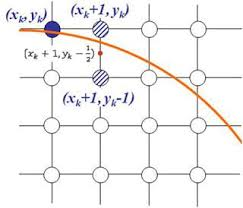 (xₖ, yₖ)
(xₖ+1, yₖ)
(xₖ + 1, yₖ − ½)
(xₖ+1, yₖ-1)